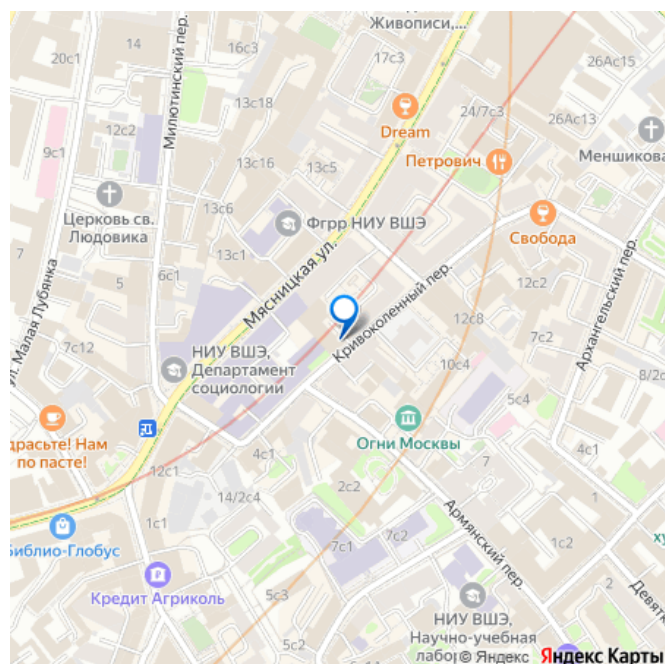 Живописи,...
14
16с3
20с1
17с3
26Ас15
Милютинский пер.
13с18
24/7с3
Dream
26Ас13
12с2
9с1
13с16
Петрович
Меншикова
13с5
Церковь св.
Людовика
13с6
Фгрр НИУ ВШЭ
Свобода
7
13с1
5
6с1
Мясницкая ул.
Кривоколенный пер.
12с2
Архангельский пер.
ул. Малая Лубянка
7с12
12с8
7с2
НИУ ВШЭ,
Департамент
социологии
10с4
8/2с
5с4
драсьте! Нам
по пасте!
Огни Москвы
4с1
4с1
7
12с1
14/2с4
2с2
Армянский пер.
1с1
7с2
1с2
Библио-Глобус
7с1
Девятк
Кредит Агриколь
5с3
2
НИУ ВШЭ,
Научно-учебная
лабор
5с2
© Яндекс Яндекс Карты